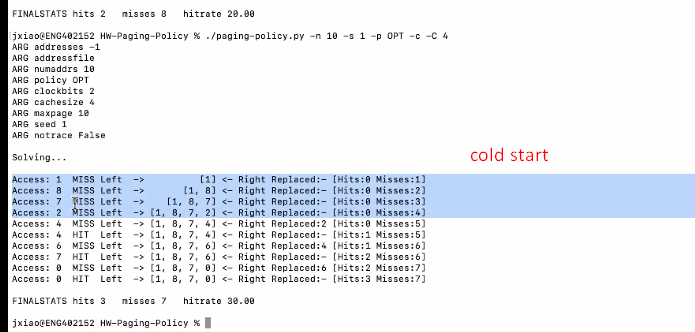 FINALSTATS hits 2   misses 8   hitrate 20.00
jxiao@ENG402152 HW-Paging-Policy % ./paging-policy.py -n 10 -s 1 -p OPT -c -C 4
ARG addresses -1
ARG addressfile
ARG numaddrs 10
ARG policy OPT
ARG clockbits 2
ARG cachesize 4
ARG maxpage 10
ARG seed 1
ARG notrace False
Solving...
cold start
Access: 1  MISS Left  ->          [1] <- Right Replaced:- [Hits:0 Misses:1]
Access: 8  MISS Left  ->       [1, 8] <- Right Replaced:- [Hits:0 Misses:2]
Access: 7  MISS Left  ->    [1, 8, 7] <- Right Replaced:- [Hits:0 Misses:3]
Access: 2  MISS Left  -> [1, 8, 7, 2] <- Right Replaced:- [Hits:0 Misses:4]
Access: 4  MISS Left  -> [1, 8, 7, 4] <- Right Replaced:2 [Hits:0 Misses:5]
Access: 4  HIT  Left  -> [1, 8, 7, 4] <- Right Replaced:- [Hits:1 Misses:5]
Access: 6  MISS Left  -> [1, 8, 7, 6] <- Right Replaced:4 [Hits:1 Misses:6]
Access: 7  HIT  Left  -> [1, 8, 7, 6] <- Right Replaced:- [Hits:2 Misses:6]
Access: 0  MISS Left  -> [1, 8, 7, 0] <- Right Replaced:6 [Hits:2 Misses:7]
Access: 0  HIT  Left  -> [1, 8, 7, 0] <- Right Replaced:- [Hits:3 Misses:7]
FINALSTATS hits 3   misses 7   hitrate 30.00
jxiao@ENG402152 HW-Paging-Policy %